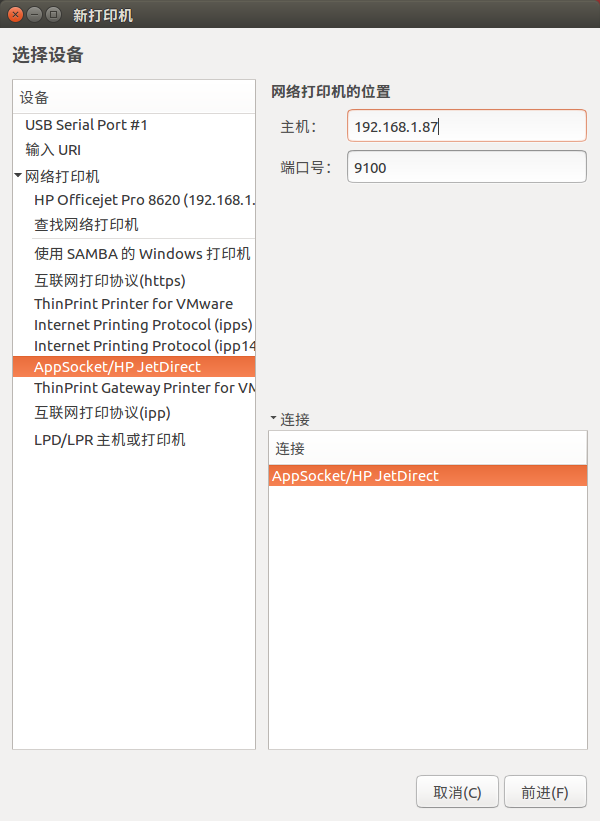 新打印机
选择设备
设备
USB Serial Port #1
输入 URI
网络打印机
HP Officejet Pro 8620 (192.168.1.
查找网络打印机
使用 SAMBA 的 Windows 打印机
互联网打印协议(https)
ThinPrint Printer for VMware
Internet Printing Protocol (ipps)
Internet Printing Protocol (ipp14
AppSocket/HP JetDirect
ThinPrint Gateway Printer for VM
互联网打印协议(ipp)
LPD/LPR 主机或打印机
网络打印机的位置
主机: 192.168.1.87
端口号: 9100
连接
连接
AppSocket/HP JetDirect
取消(C) 前进(F)